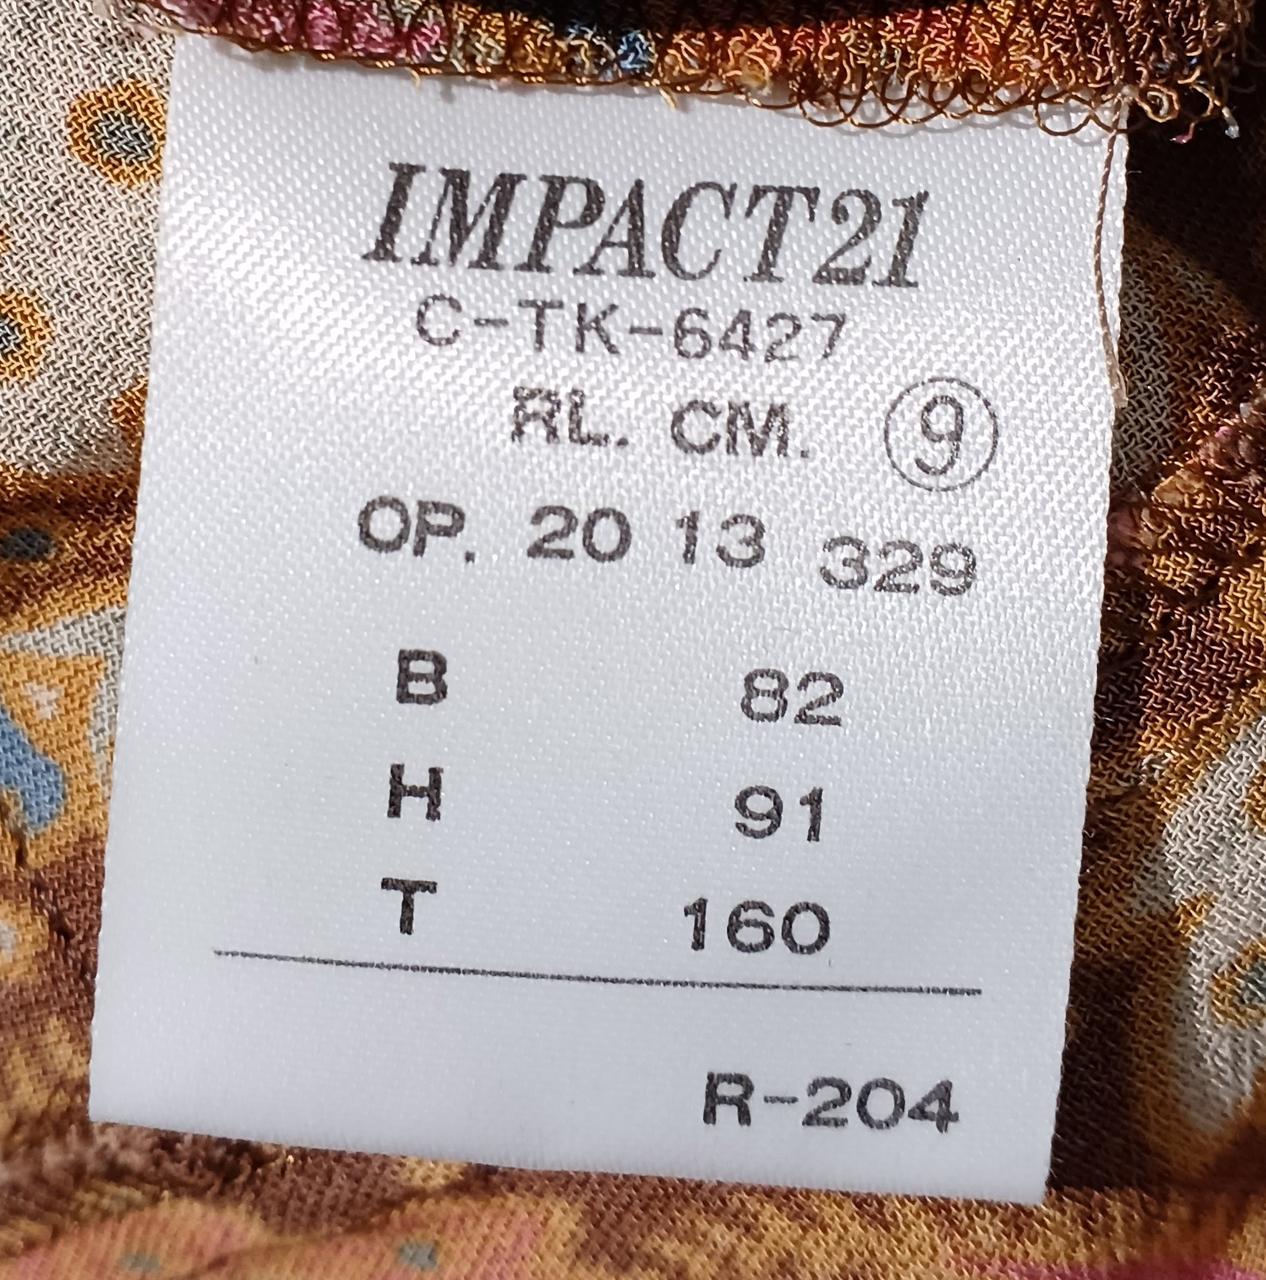 IMPACT21
C-TK-6427
RL. CM. ⑨
OP. 20 13 329
B 82
H 91
T 160
R-204